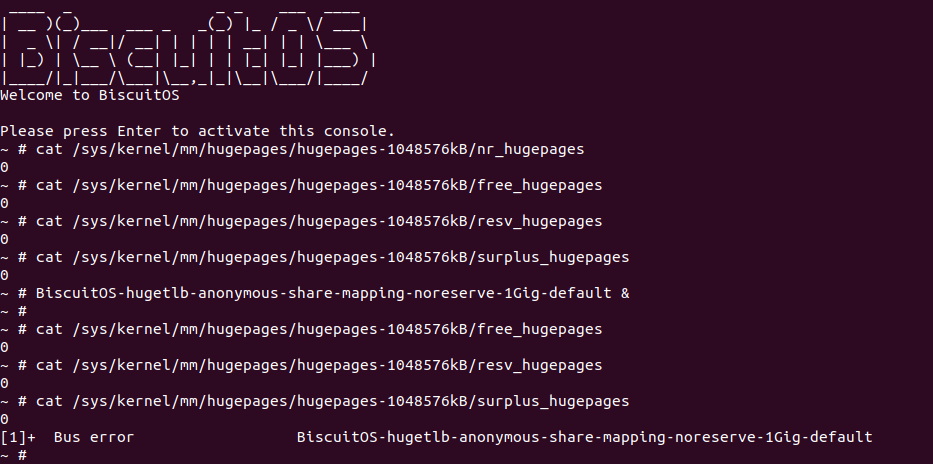 ____  _                _ _    ___  ____
| __ )(_)___  ___ _   _(_) |_ / _ \/ ___|
|  _ \| / __|/ __| | | | | __| | | \___ \
| |_) | \__ \ (__| |_| | | |_| |_| |___) |
|____/|_|___/\___|\__,_|_|\__|\___/|____/
Welcome to BiscuitOS
Please press Enter to activate this console.
~ # cat /sys/kernel/mm/hugepages/hugepages-1048576kB/nr_hugepages
0
~ # cat /sys/kernel/mm/hugepages/hugepages-1048576kB/free_hugepages
0
~ # cat /sys/kernel/mm/hugepages/hugepages-1048576kB/resv_hugepages
0
~ # cat /sys/kernel/mm/hugepages/hugepages-1048576kB/surplus_hugepages
0
~ # BiscuitOS-hugetlb-anonymous-share-mapping-noreserve-1Gig-default &
~ #
~ # cat /sys/kernel/mm/hugepages/hugepages-1048576kB/free_hugepages
0
~ # cat /sys/kernel/mm/hugepages/hugepages-1048576kB/resv_hugepages
0
~ # cat /sys/kernel/mm/hugepages/hugepages-1048576kB/surplus_hugepages
0
[1]+  Bus error                  BiscuitOS-hugetlb-anonymous-share-mapping-noreserve-1Gig-default
~ #